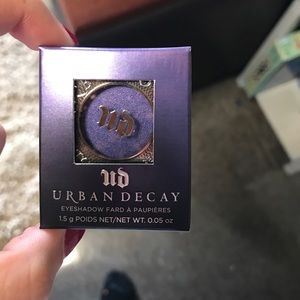 UD
UD
URBAN DECAY
EYESHADOW FARD À PAUPIÈRES
1.5 g POIDS NET/NET WT. 0.05 oz.